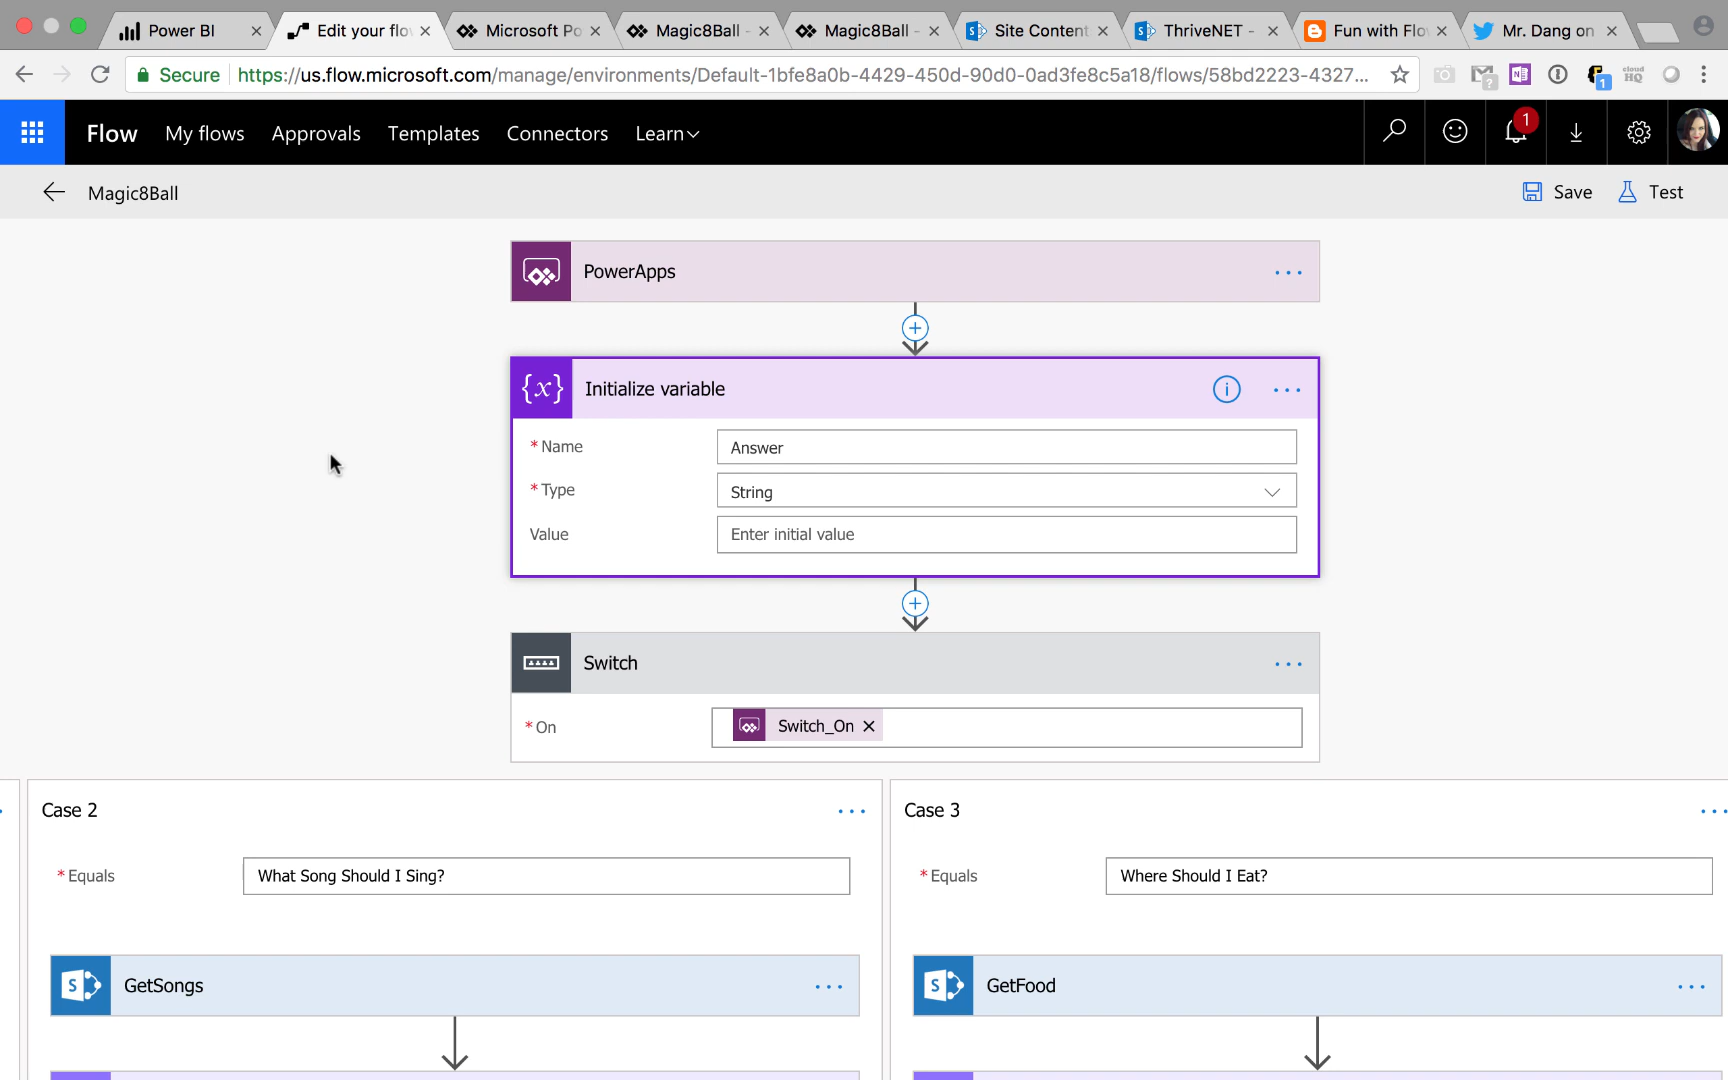 Power BI
Edit your flo
Microsoft Po
Magic8Ball -
Magic8Ball -
Site Content
ThriveNET -
Fun with Flo
Mr. Dang on
Secure
https://us.flow.microsoft.com/manage/environments/Default-1bfe8a0b-4429-450d-90d0-0ad3fe8c5a18/flows/58bd2223-4327...
cloud
HQ
1
Flow
My flows
Approvals
Templates
Connectors
Learn
1
Magic8Ball
Save
Test
PowerApps
{x}
Initialize variable
* Name
Answer
* Type
String
Value
Enter initial value
Switch
* On
Switch_On
Case 2
Case 3
* Equals
What Song Should I Sing?
* Equals
Where Should I Eat?
S
GetSongs
S
GetFood